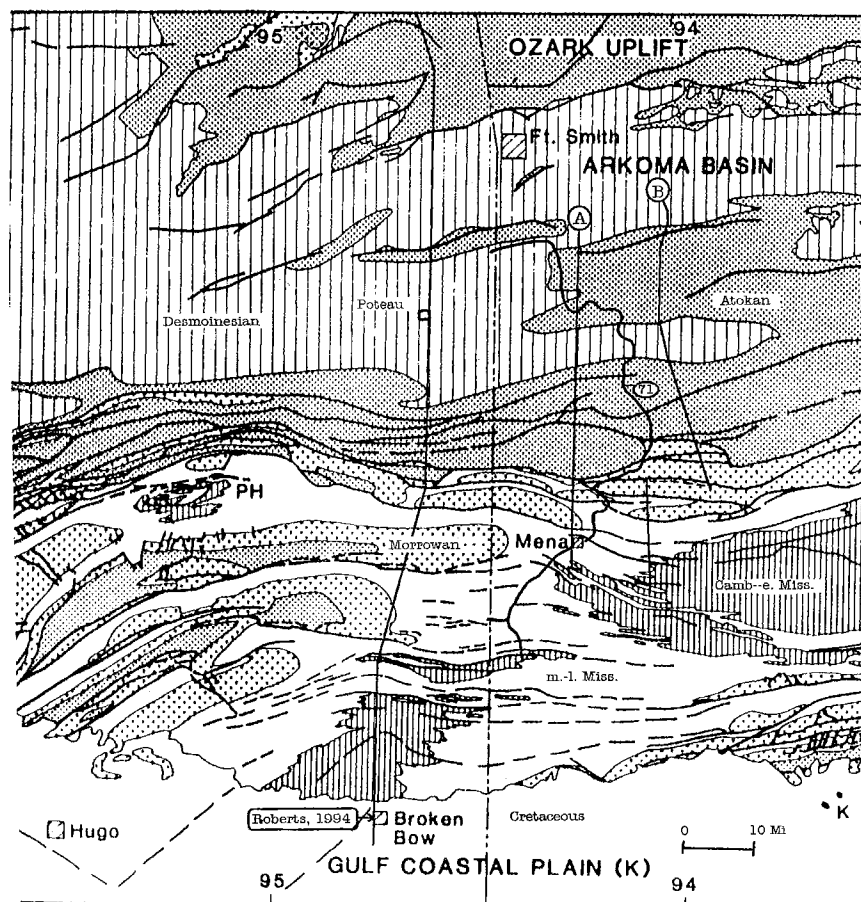 95
94
OZARK UPLIFT
Ft. Smith
ARKOMA BASIN
B
A
Desmoinesian
Poteau
Atokan
71
PH
Morrowan
Mena
Camb--e. Miss.
m.-l. Miss.
Roberts, 1994
Broken
Bow
Cretaceous
0 10 Mi
K
Hugo
GULF COASTAL PLAIN (K)
95
94